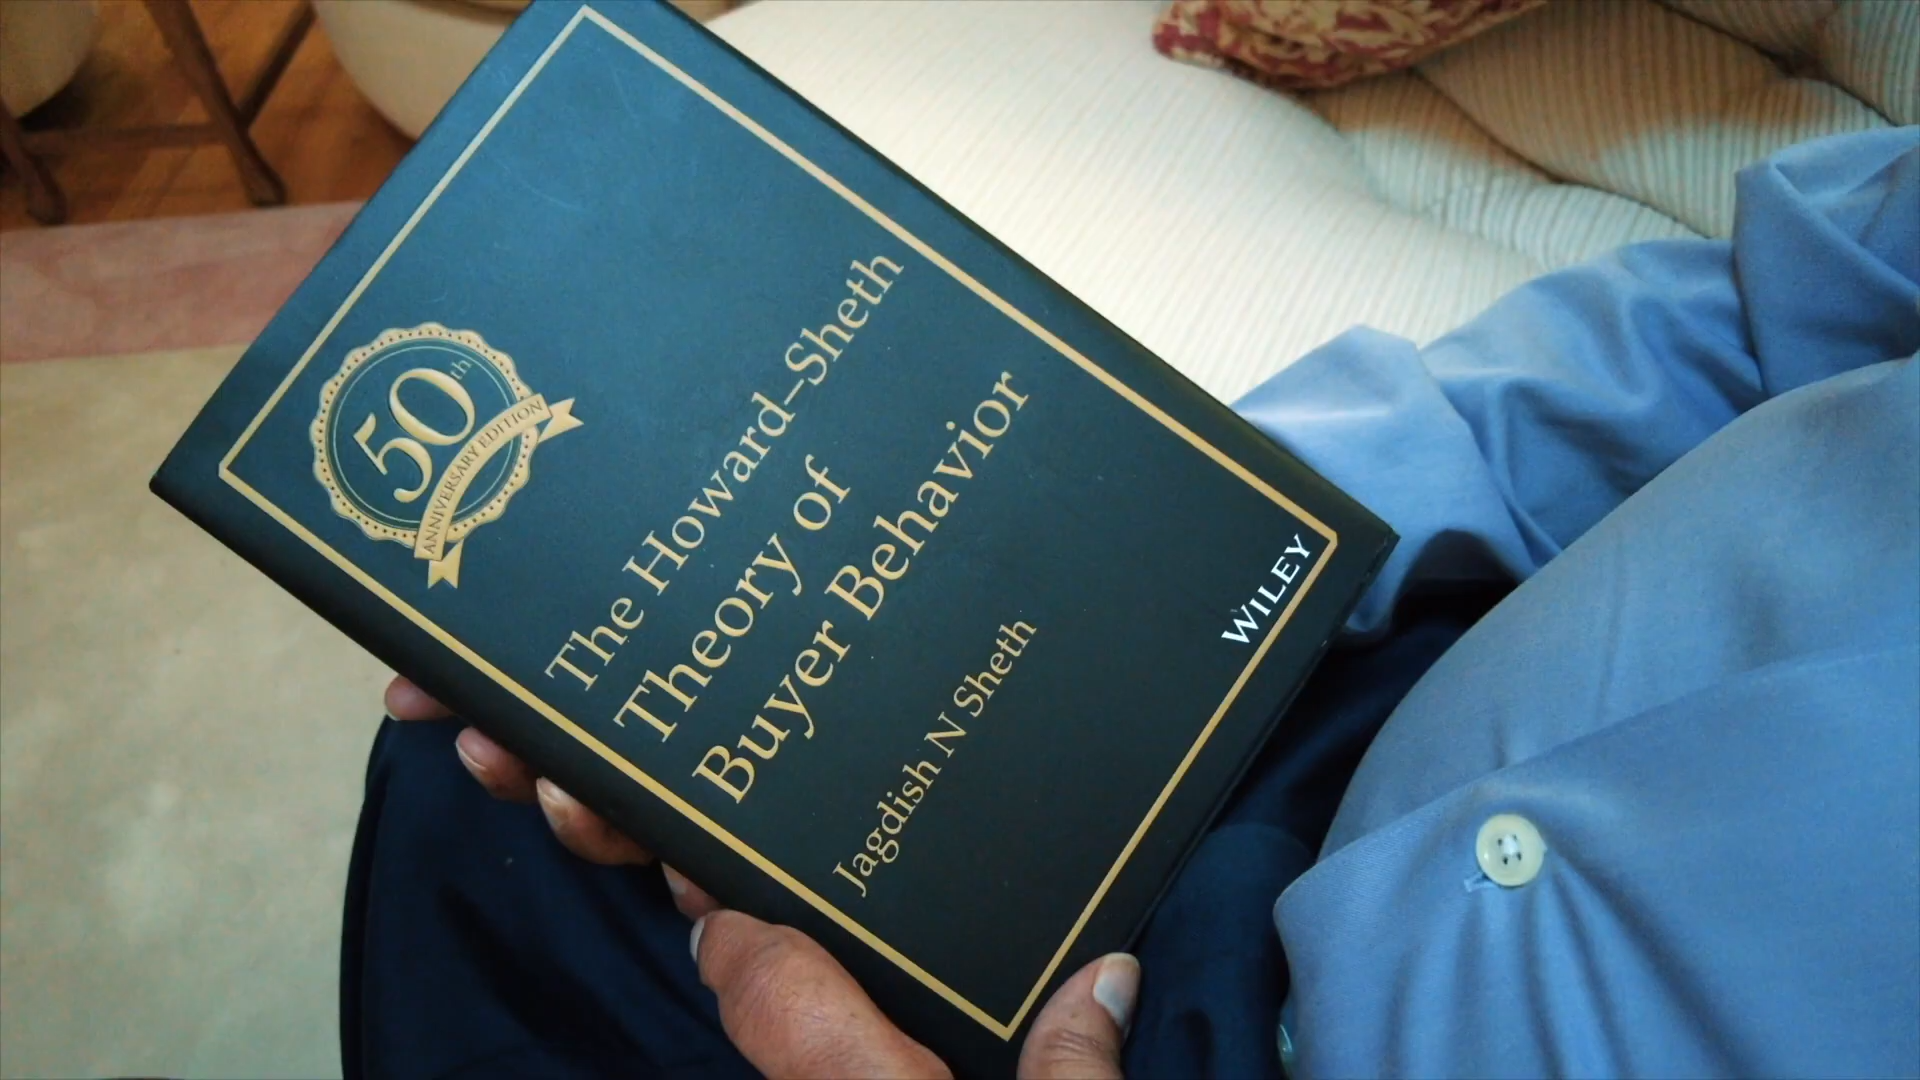 50th
ANNIVERSARY EDITION
The Howard–Sheth
Theory of
Buyer Behavior
Jagdish N Sheth
WILEY